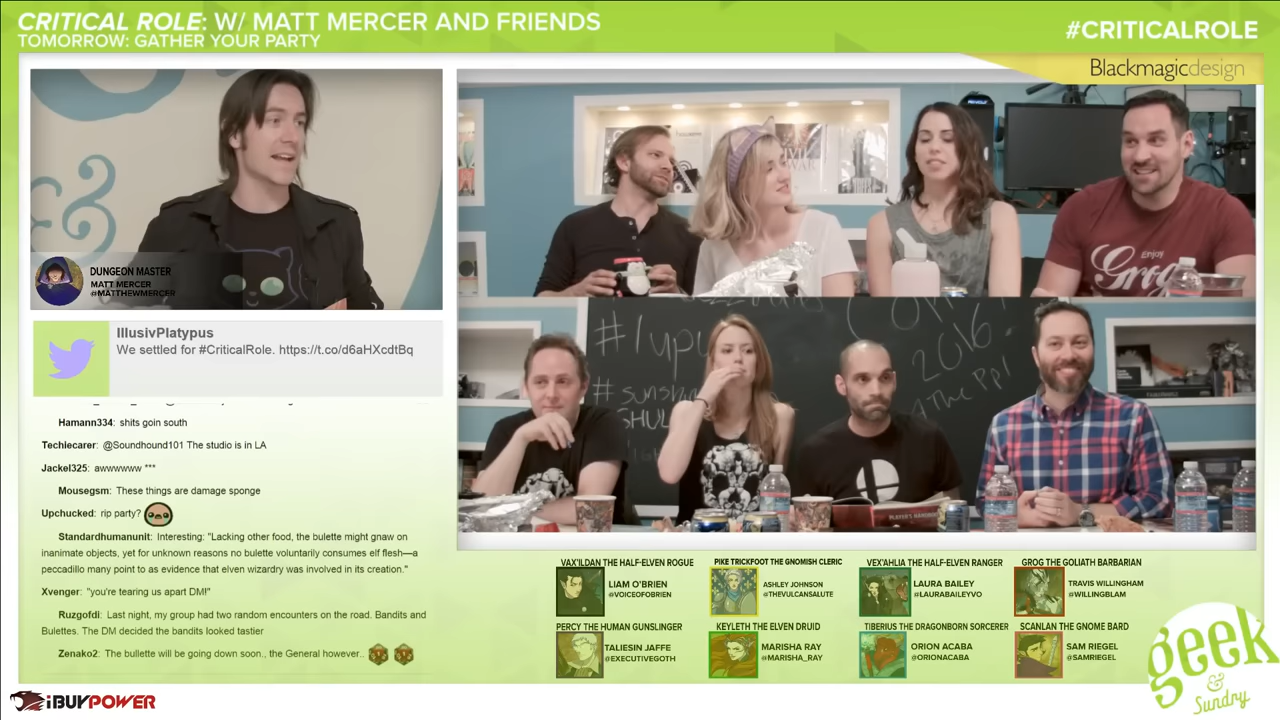 CRITICAL ROLE: W/ MATT MERCER AND FRIENDS
TOMORROW: GATHER YOUR PARTY
#CRITICALROLE
Blackmagicdesign
DUNGEON MASTER
MATT MERCER
@MATTHEWMERCER
Enjoy
Grog
IllusivPlatypus
We settled for #CriticalRole. https://t.co/d6aHXcdtBq
2016
#sunshin
PLAYER'S HANDBOOK
Hamann334: shits goin south
Techiecarer: @Soundhound101 The studio is in LA
Jackel325: awwwwww ***
Mousegsm: These things are damage sponge
Upchucked: rip party?
Standardhumanunit: Interesting: "Lacking other food, the bulette might gnaw on
inanimate objects, yet for unknown reasons no bulette voluntarily consumes elf flesh—a
peccadillo many point to as evidence that elven wizardry was involved in its creation."
Xvenger: "you're tearing us apart DM!"
Ruzgofdi: Last night, my group had two random encounters on the road. Bandits and
Bulettes. The DM decided the bandits looked tastier
Zenako2: The bullette will be going down soon., the General however..
VAX'ILDAN THE HALF-ELVEN ROGUE
LIAM O'BRIEN
@VOICEOFOBRIEN
PIKE TRICKFOOT THE GNOMISH CLERIC
ASHLEY JOHNSON
@THEVULCANSALUTE
VEX'AHLIA THE HALF-ELVEN RANGER
LAURA BAILEY
@LAURABAILEYVO
GROG THE GOLIATH BARBARIAN
TRAVIS WILLINGHAM
@WILLINGBLAM
PERCY THE HUMAN GUNSLINGER
TALIESIN JAFFE
@EXECUTIVEGOTH
KEYLETH THE ELVEN DRUID
MARISHA RAY
@MARISHA_RAY
TIBERIUS THE DRAGONBORN SORCERER
ORION ACABA
@ORIONACABA
SCANLAN THE GNOME BARD
SAM RIEGEL
@SAMRIEGEL
geek
&
Sundry
iBUYPOWER